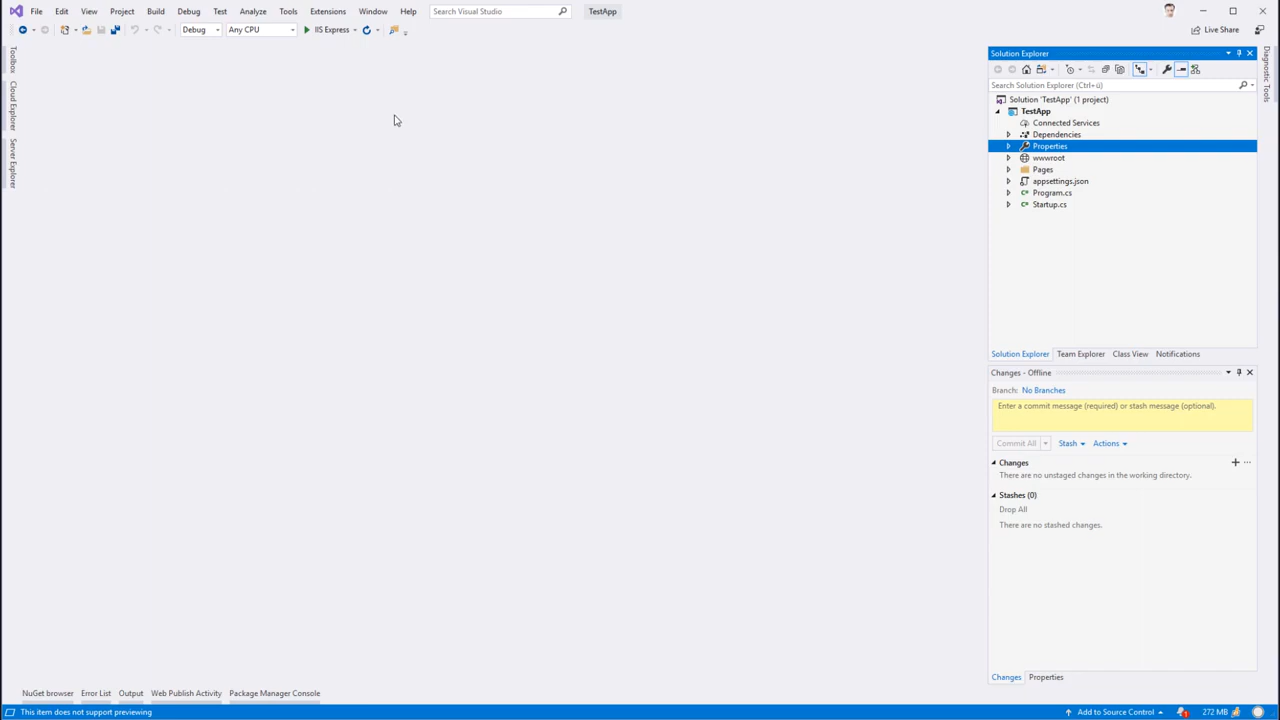 File Edit View Project Build Debug Test Analyze Tools Extensions Window Help Search Visual Studio TestApp
Debug Any CPU IIS Express Live Share
Toolbox
Cloud Explorer
Server Explorer
Solution Explorer
Search Solution Explorer (Ctrl+ù)
Solution 'TestApp' (1 project)
TestApp
Connected Services
Dependencies
Properties
wwwroot
Pages
appsettings.json
Program.cs
Startup.cs
Solution Explorer Team Explorer Class View Notifications
Diagnostic Tools
Changes - Offline
Branch: No Branches
Enter a commit message (required) or stash message (optional).
Commit All Stash Actions
Changes
There are no unstaged changes in the working directory.
Stashes (0)
Drop All
There are no stashed changes.
Changes Properties
NuGet browser Error List Output Web Publish Activity Package Manager Console
This item does not support previewing Add to Source Control 1 272 MB